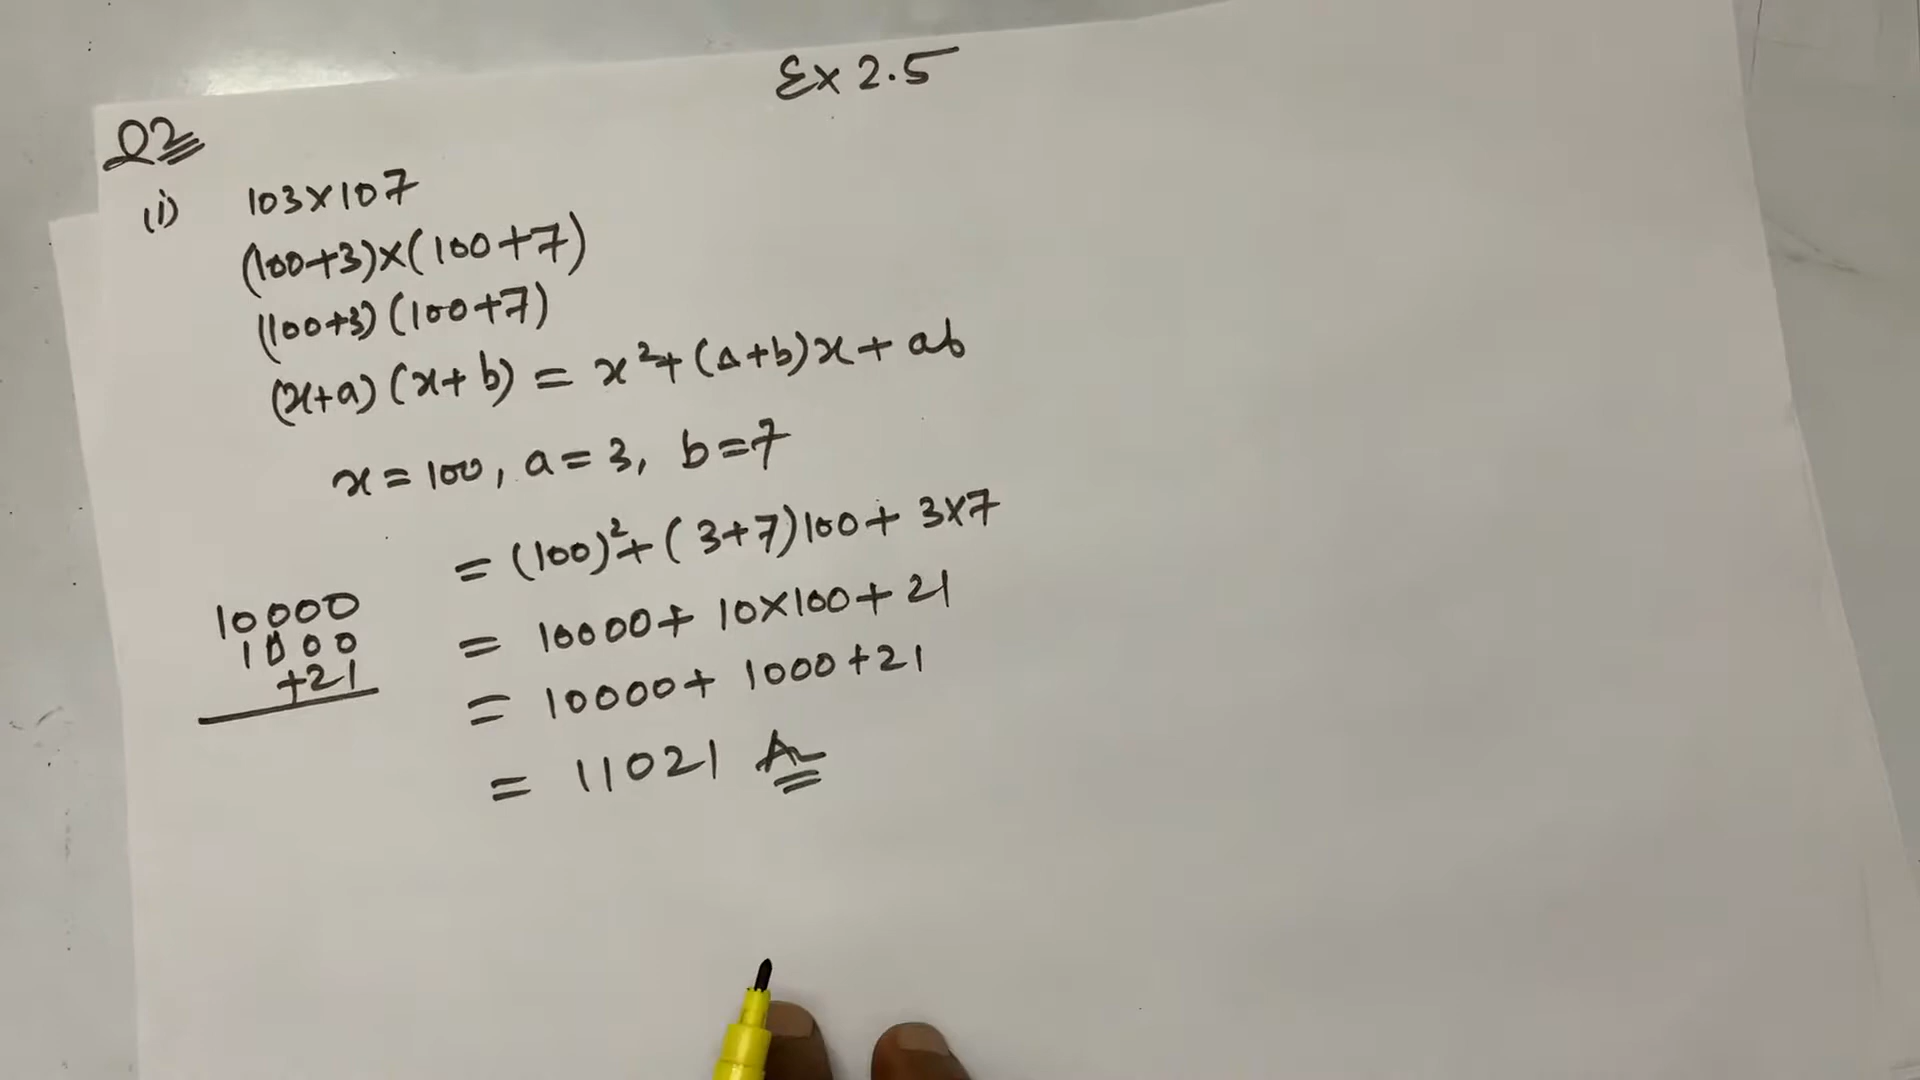 Ex 2.5
Q2
(i) 103×107
(100+3)×(100+7)
(100+3)(100+7)
(x+a)(x+b) = x²+(a+b)x+ab
x=100, a=3, b=7
= (100)²+(3+7)100+3×7
= 10000+10×100+21
= 10000+1000+21
= 11021 A
10000
1000
+21